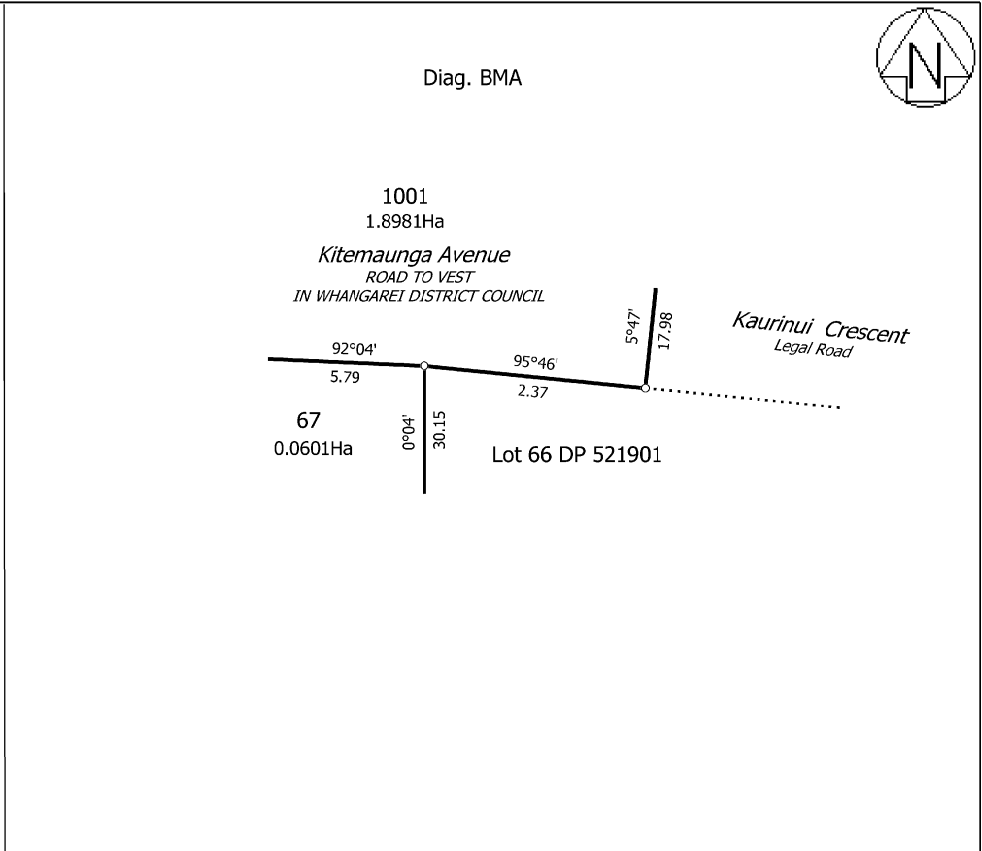 N
Diag. BMA
1001
1.8981Ha
Kitemaunga Avenue
ROAD TO VEST
IN WHANGAREI DISTRICT COUNCIL
5°47'
17.98
Kaurinui Crescent
Legal Road
92°04'
5.79
95°46'
2.37
67
0.0601Ha
0°04'
30.15
Lot 66 DP 521901